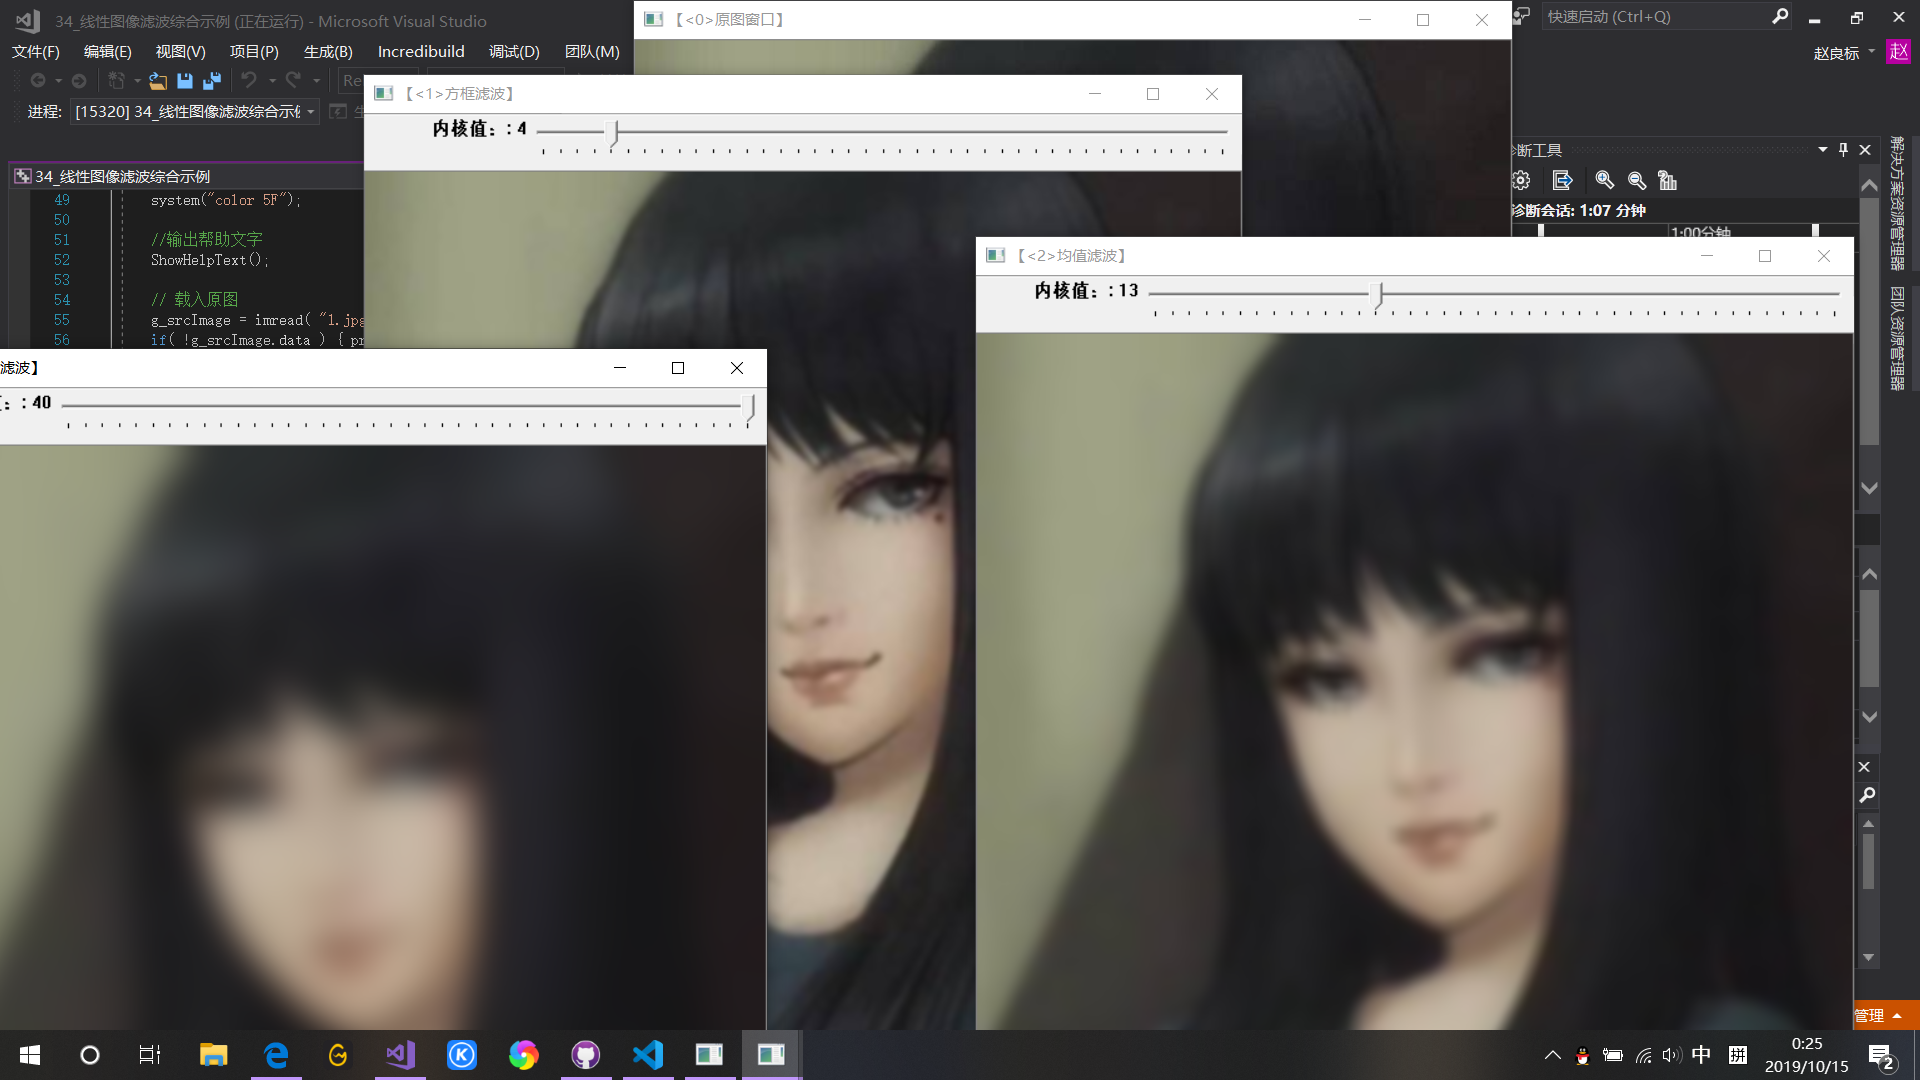 34_线性图像滤波综合示例 (正在运行) - Microsoft Visual Studio
快速启动 (Ctrl+Q)
文件(F) 编辑(E) 视图(V) 项目(P) 生成(B) Incredibuild 调试(D) 团队(M)
赵良标 赵
Re
进程: [15320] 34_线性图像滤波综合示例
【<0>原图窗口】
【<1>方框滤波】
内核值: : 4
34_线性图像滤波综合示例
49 system("color 5F");
50
51 //输出帮助文字
52 ShowHelpText();
53
54 // 载入原图
55 g_srcImage = imread( "1.jpg
56 if( !g_srcImage.data ) { pr
断工具
诊断会话: 1:07 分钟
1:00分钟
解决方案资源管理器
团队资源管理器
【<2>均值滤波】
内核值: : 13
滤波】
: : 40
管理
中
拼
0:25
2019/10/15
2